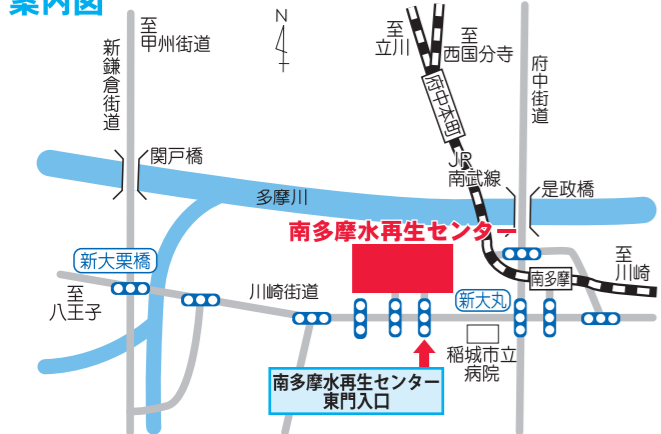 案内図
至
甲州街道
新鎌倉街道
N
至
立川
至
西国分寺
府中街道
府中本町
関戸橋
JR
南武線
是政橋
多摩川
南多摩水再生センター
新大栗橋
至
八王子
川崎街道
新大丸
南多摩
至
川崎
稲城市立
病院
南多摩水再生センター
東門入口